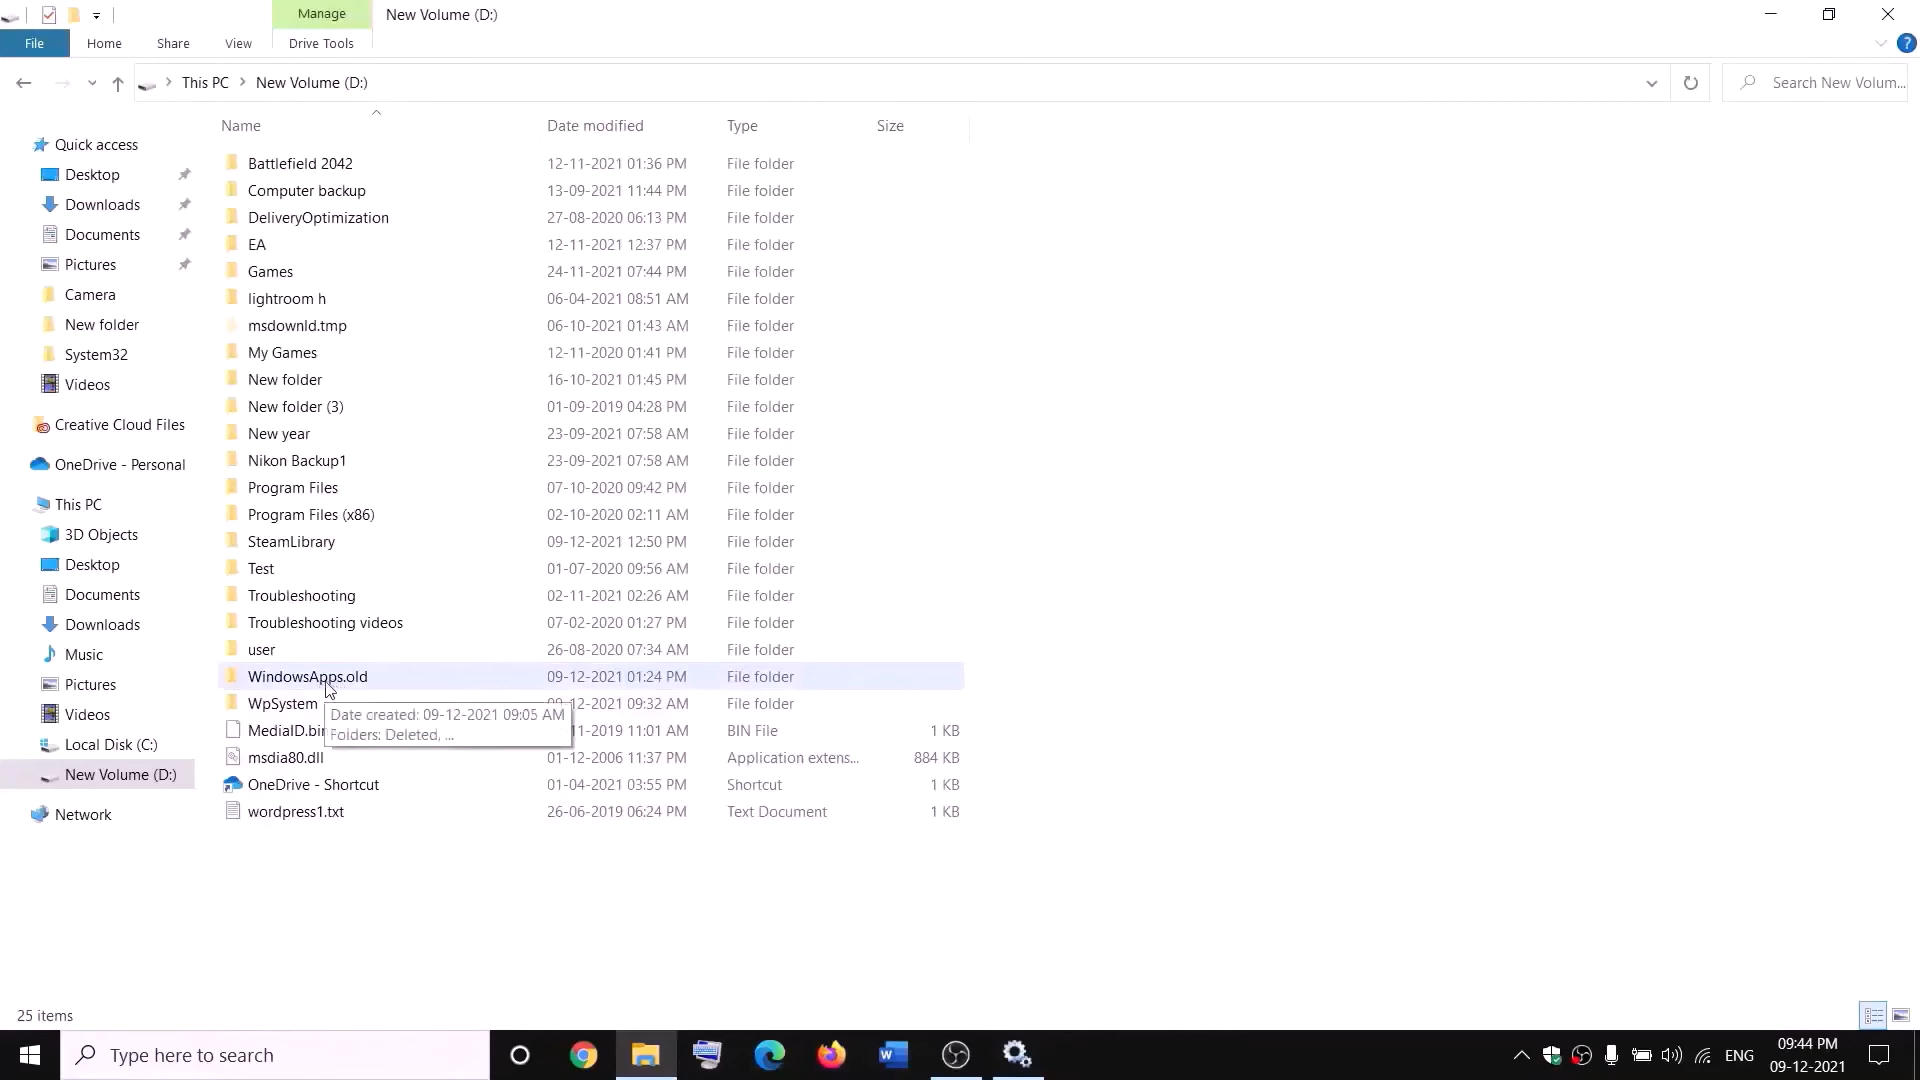 Manage
New Volume (D:)
File
Home
Share
View
Drive Tools
This PC
New Volume (D:)
Search New Volum...
Name
Date modified
Type
Size
Quick access
Desktop
Downloads
Documents
Pictures
Camera
New folder
System32
Videos
Creative Cloud Files
OneDrive - Personal
This PC
3D Objects
Desktop
Documents
Downloads
Music
Pictures
Videos
Local Disk (C:)
New Volume (D:)
Network
Battlefield 2042 12-11-2021 01:36 PM File folder
Computer backup 13-09-2021 11:44 PM File folder
DeliveryOptimization 27-08-2020 06:13 PM File folder
EA 12-11-2021 12:37 PM File folder
Games 24-11-2021 07:44 PM File folder
lightroom h 06-04-2021 08:51 AM File folder
msdownld.tmp 06-10-2021 01:43 AM File folder
My Games 12-11-2020 01:41 PM File folder
New folder 16-10-2021 01:45 PM File folder
New folder (3) 01-09-2019 04:28 PM File folder
New year 23-09-2021 07:58 AM File folder
Nikon Backup1 23-09-2021 07:58 AM File folder
Program Files 07-10-2020 09:42 PM File folder
Program Files (x86) 02-10-2020 02:11 AM File folder
SteamLibrary 09-12-2021 12:50 PM File folder
Test 01-07-2020 09:56 AM File folder
Troubleshooting 02-11-2021 02:26 AM File folder
Troubleshooting videos 07-02-2020 01:27 PM File folder
user 26-08-2020 07:34 AM File folder
WindowsApps.old 09-12-2021 01:24 PM File folder
WpSystem 12-2021 09:32 AM File folder
MediaID.bin 11-2019 11:01 AM BIN File 1 KB
Date created: 09-12-2021 09:05 AM
Folders: Deleted, ...
msdia80.dll 01-12-2006 11:37 PM Application extens... 884 KB
OneDrive - Shortcut 01-04-2021 03:55 PM Shortcut 1 KB
wordpress1.txt 26-06-2019 06:24 PM Text Document 1 KB
25 items
Type here to search
ENG
09:44 PM
09-12-2021